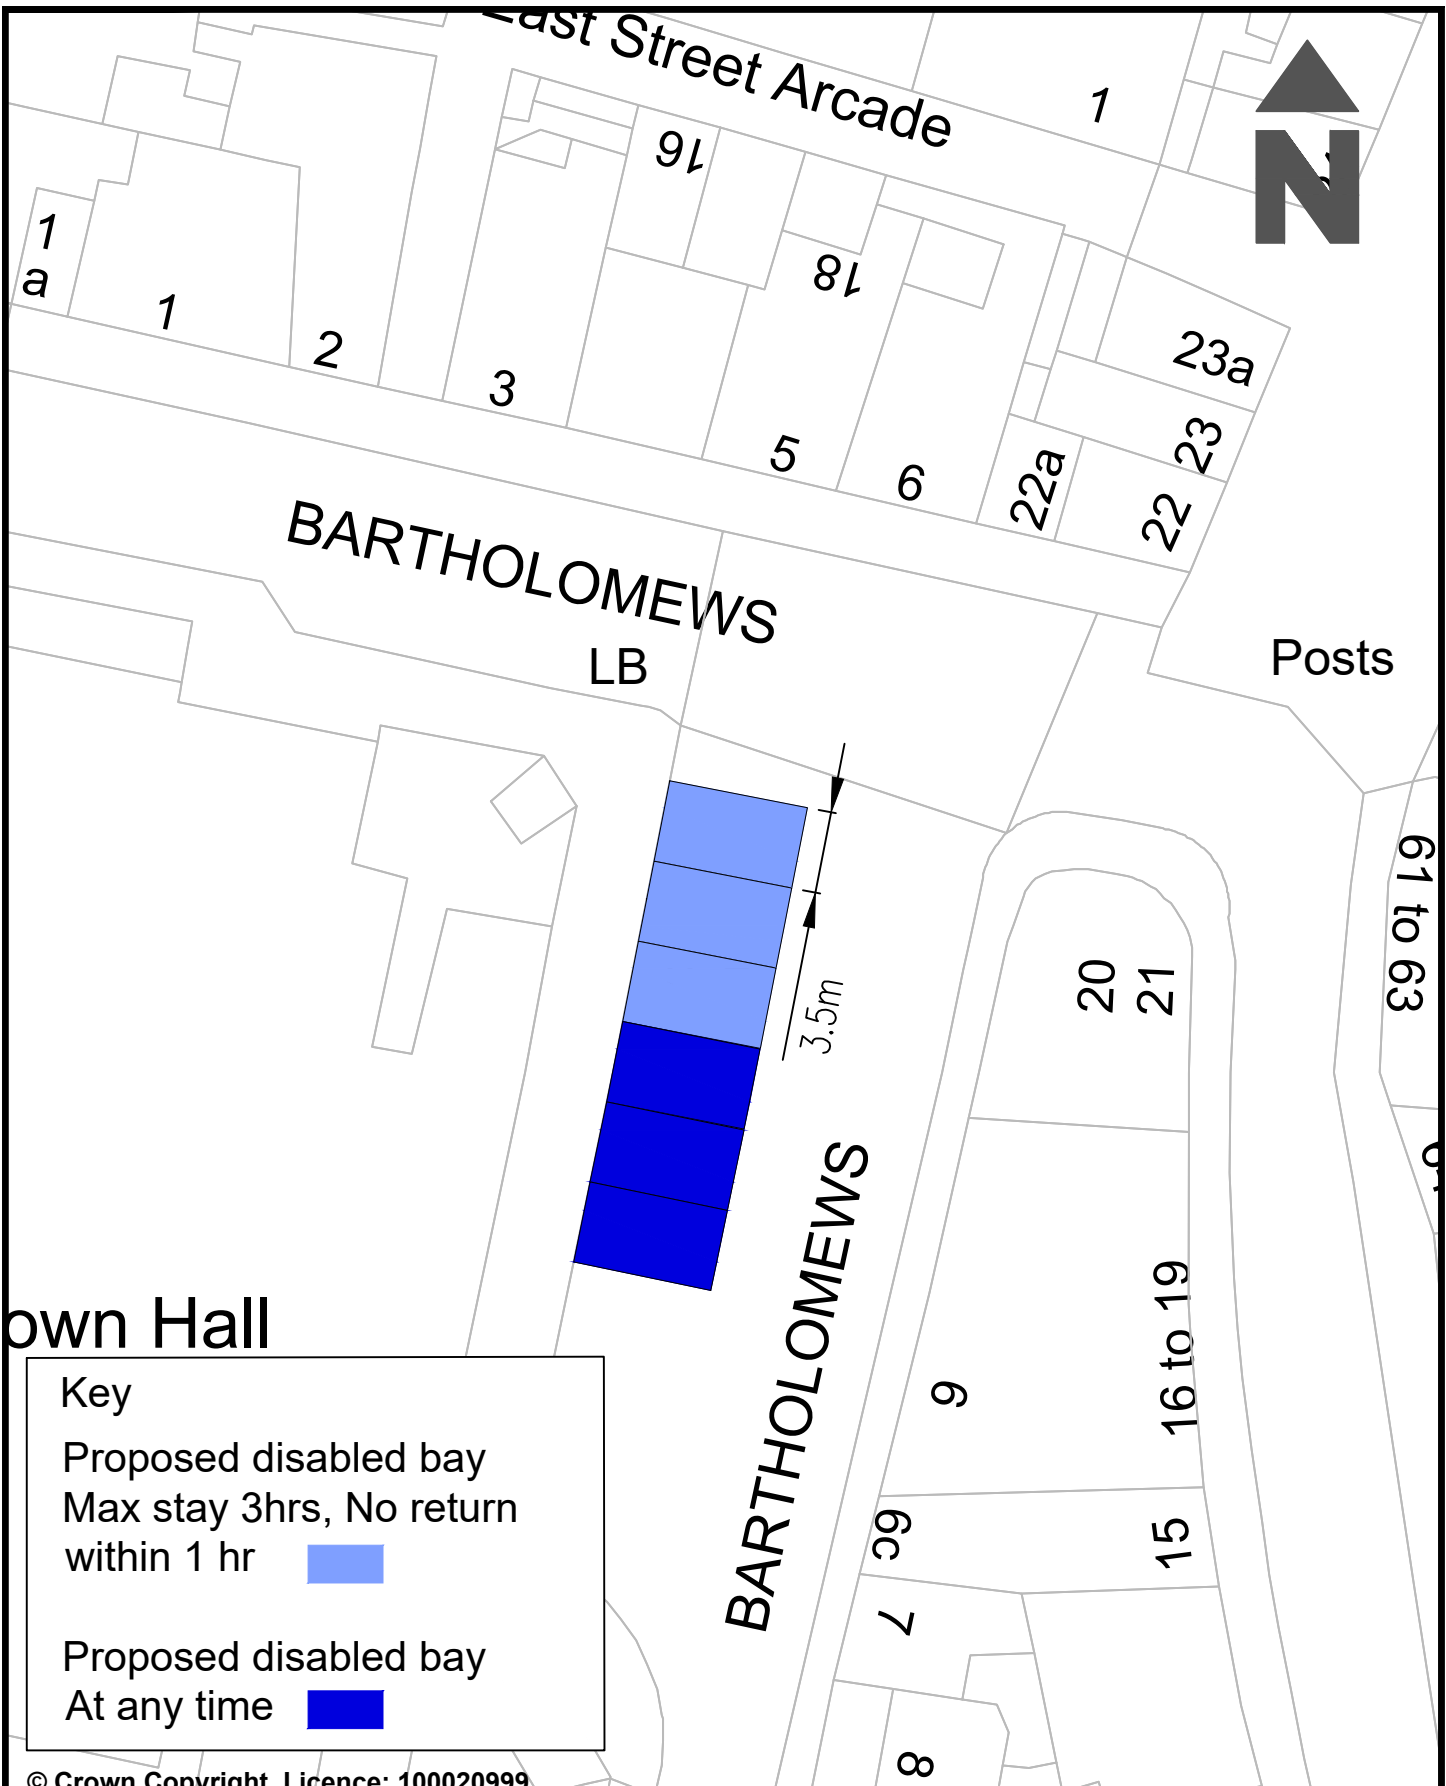 East Street Arcade
1
16
N
1
a
1
18
2
23a
3
23
5
6
22a
22
BARTHOLOMEWS
LB
Posts
61 to 63
20
21
3.5m
BARTHOLOMEWS
own Hall
16 to 19
9
6c
15
7
8
Key
Proposed disabled bay
Max stay 3hrs, No return
within 1 hr
Proposed disabled bay
At any time
© Crown Copyright. Licence: 100020999